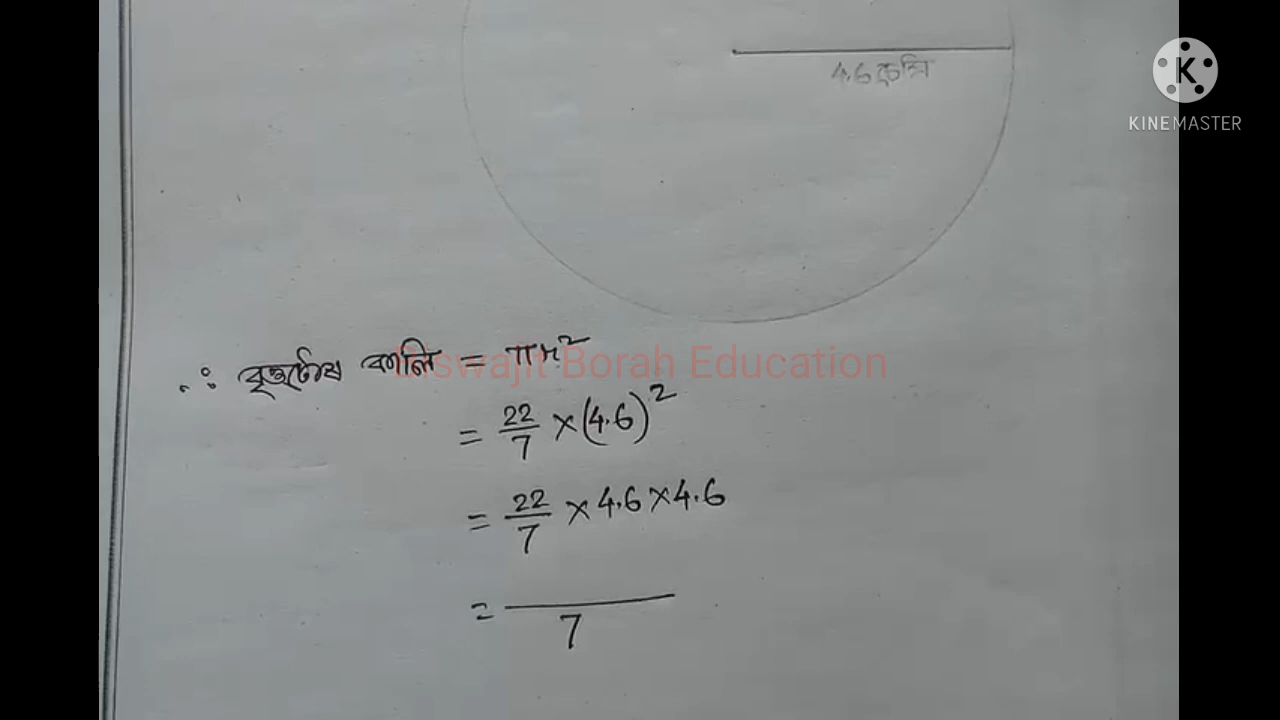 4.6 চেমি
KINEMASTER
∴ বৃত্তটোৰ কালি = πr²
Biswajit Borah Education
= 22/7 × (4.6)²
= 22/7 × 4.6 × 4.6
= /7